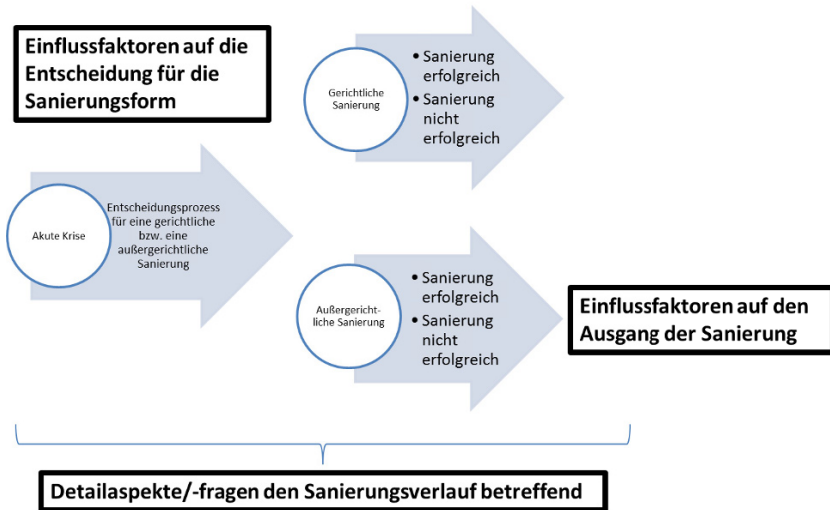 Einflussfaktoren auf die
Entscheidung für die
Sanierungsform
Gerichtliche
Sanierung
• Sanierung
erfolgreich
• Sanierung
nicht
erfolgreich
Akute Krise
Entscheidungsprozess
für eine gerichtliche
bzw. eine
außergerichtliche
Sanierung
Außergericht-
liche Sanierung
• Sanierung
erfolgreich
• Sanierung
nicht
erfolgreich
Einflussfaktoren auf den
Ausgang der Sanierung
Detailaspekte/-fragen den Sanierungsverlauf betreffend